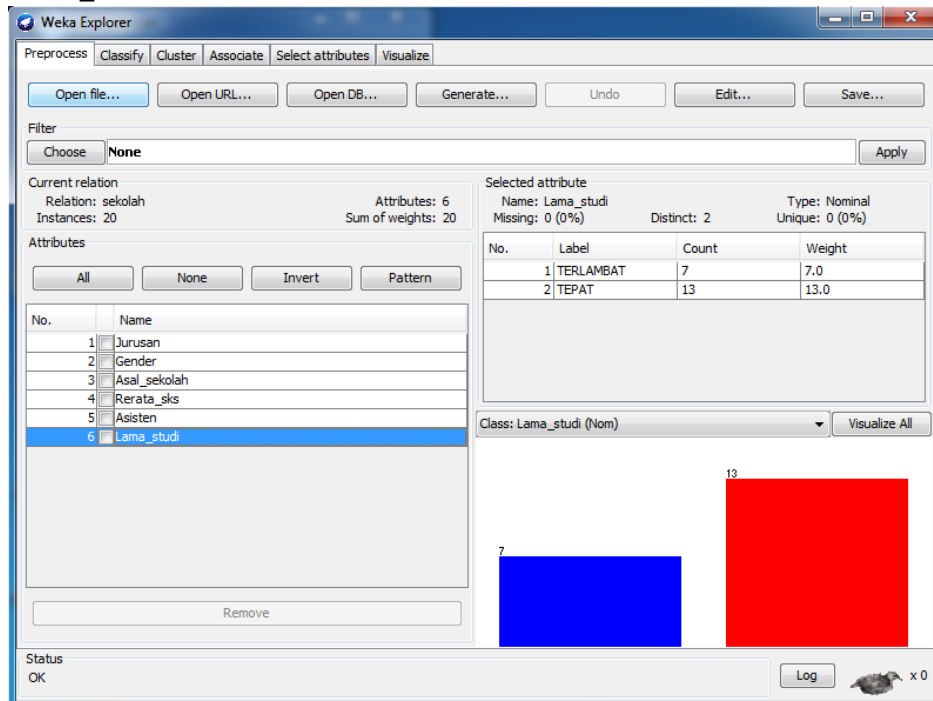 Weka Explorer
Preprocess Classify Cluster Associate Select attributes Visualize
Open file... Open URL... Open DB... Generate... Undo Edit... Save...
Filter
Choose None Apply
Current relation
Relation: sekolah Attributes: 6
Instances: 20 Sum of weights: 20
Attributes
All None Invert Pattern
No. Name
1 Jurusan
2 Gender
3 Asal_sekolah
4 Rerata_sks
5 Asisten
6 Lama_studi
Remove
Selected attribute
Name: Lama_studi Type: Nominal
Missing: 0 (0%) Distinct: 2 Unique: 0 (0%)
No. Label Count Weight
1 TERLAMBAT 7 7.0
2 TEPAT 13 13.0
Class: Lama_studi (Nom) Visualize All
13
7
Status
OK
Log x 0